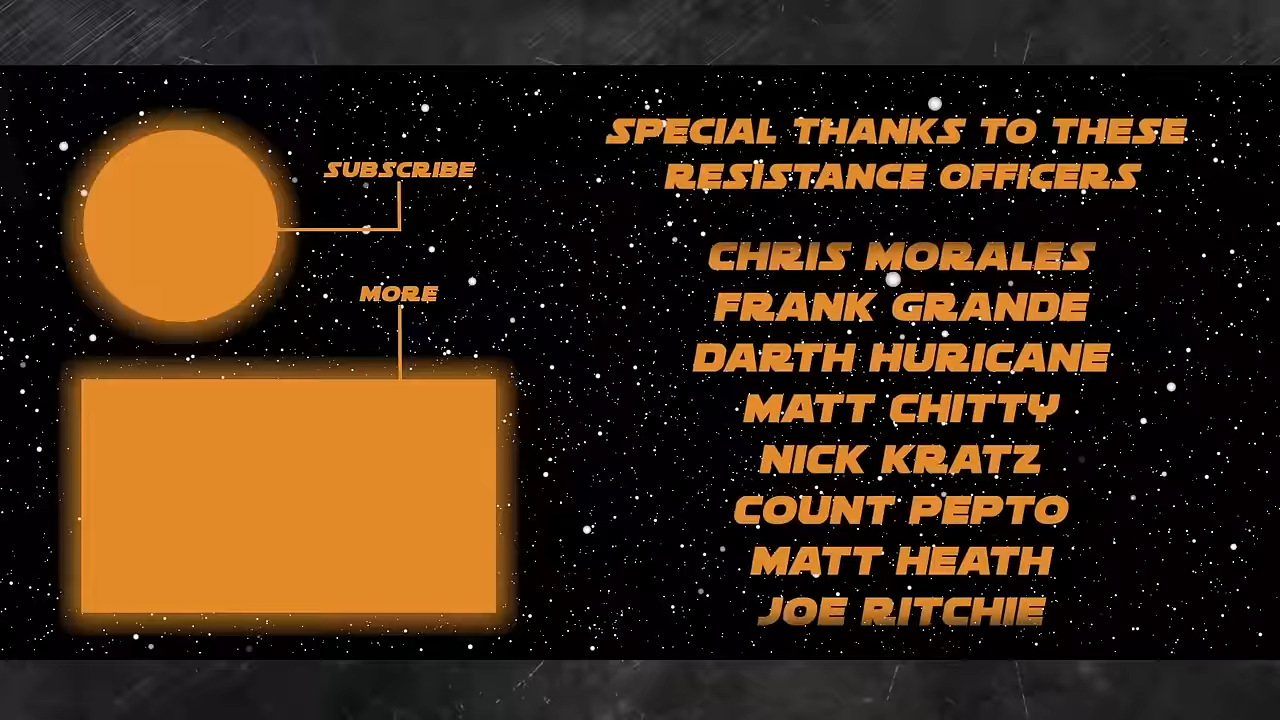 SUBSCRIBE
MORE
SPECIAL THANKS TO THESE
RESISTANCE OFFICERS
CHRIS MORALES
FRANK GRANDE
DARTH HURICANE
MATT CHITTY
NICK KRATZ
COUNT PEPTO
MATT HEATH
JOE RITCHIE